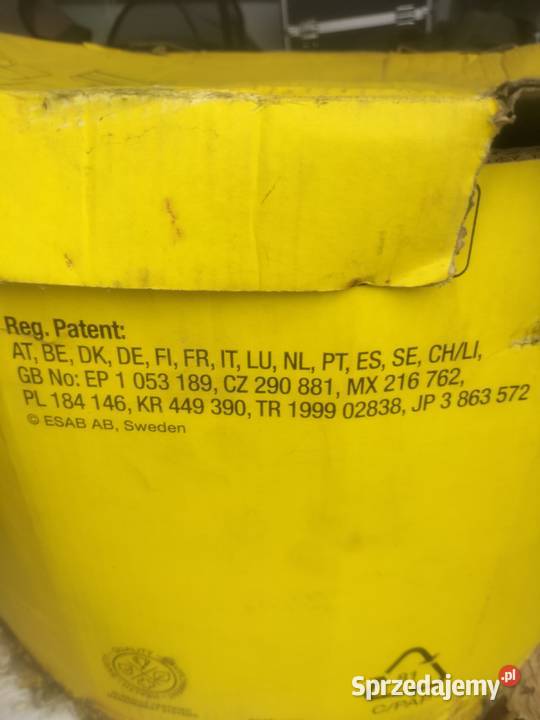 Reg. Patent:
AT, BE, DK, DE, FI, FR, IT, LU, NL, PT, ES, SE, CH/LI,
GB No: EP 1 053 189, CZ 290 881, MX 216 762,
PL 184 146, KR 449 390, TR 1999 02838, JP 3 863 572
© ESAB AB, Sweden
C/PAP
Sprzedajemy.pl